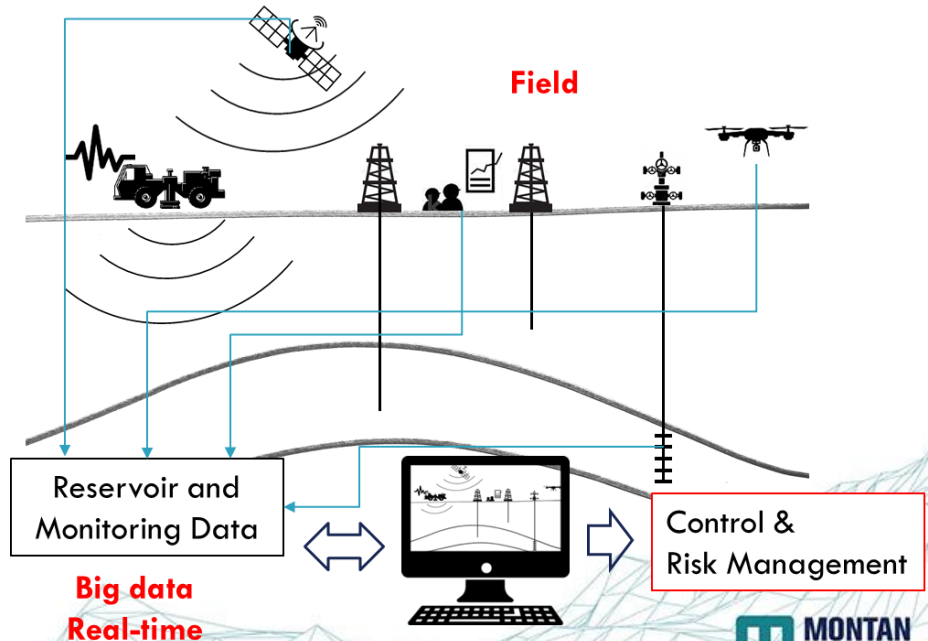 Field
Reservoir and
Monitoring Data
Control &
Risk Management
Big data
Real-time
MONTAN